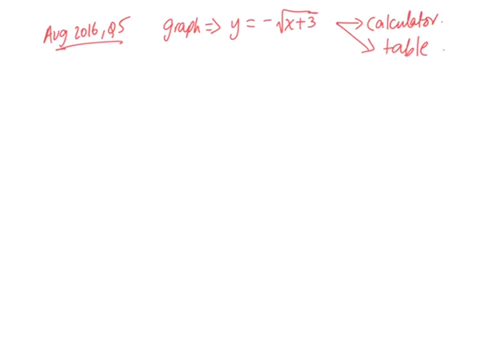 Aug 2016, Q5 graph ⇒ y = -√(x+3) → calculator.
→ table.